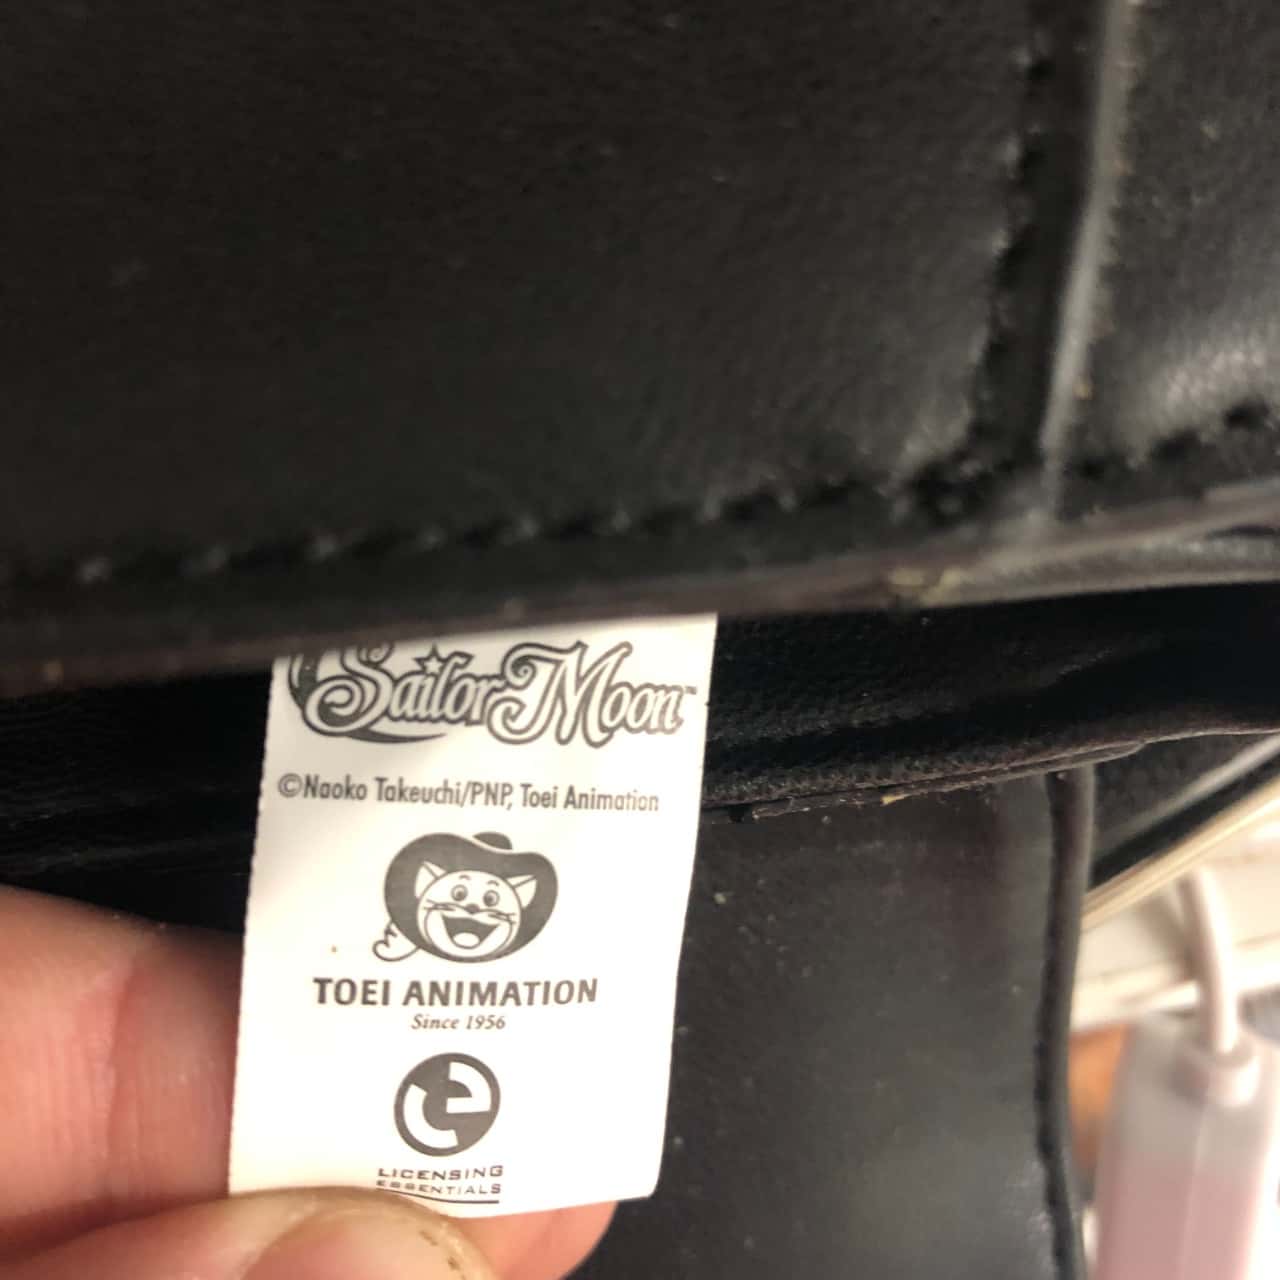 Sailor Moon™
©Naoko Takeuchi/PNP, Toei Animation
TOEI ANIMATION
Since 1956
e
LICENSING
ESSENTIALS